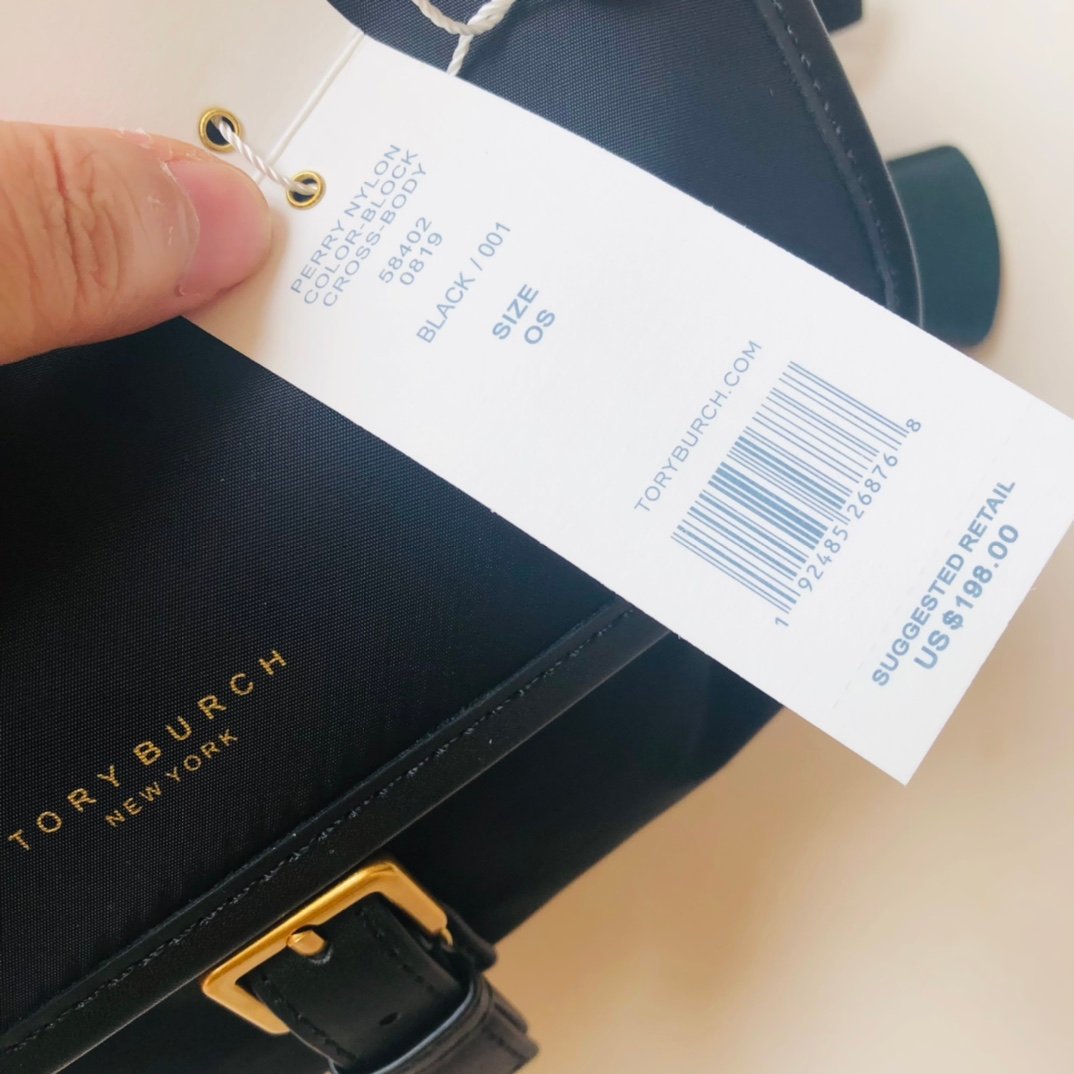 PERRY NYLON
COLOR-BLOCK
CROSS-BODY
58402
0819
BLACK / 001
SIZE
OS
TORYBURCH.COM
1 92485 26876 8
SUGGESTED RETAIL
US $198.00
TORY BURCH
NEW YORK